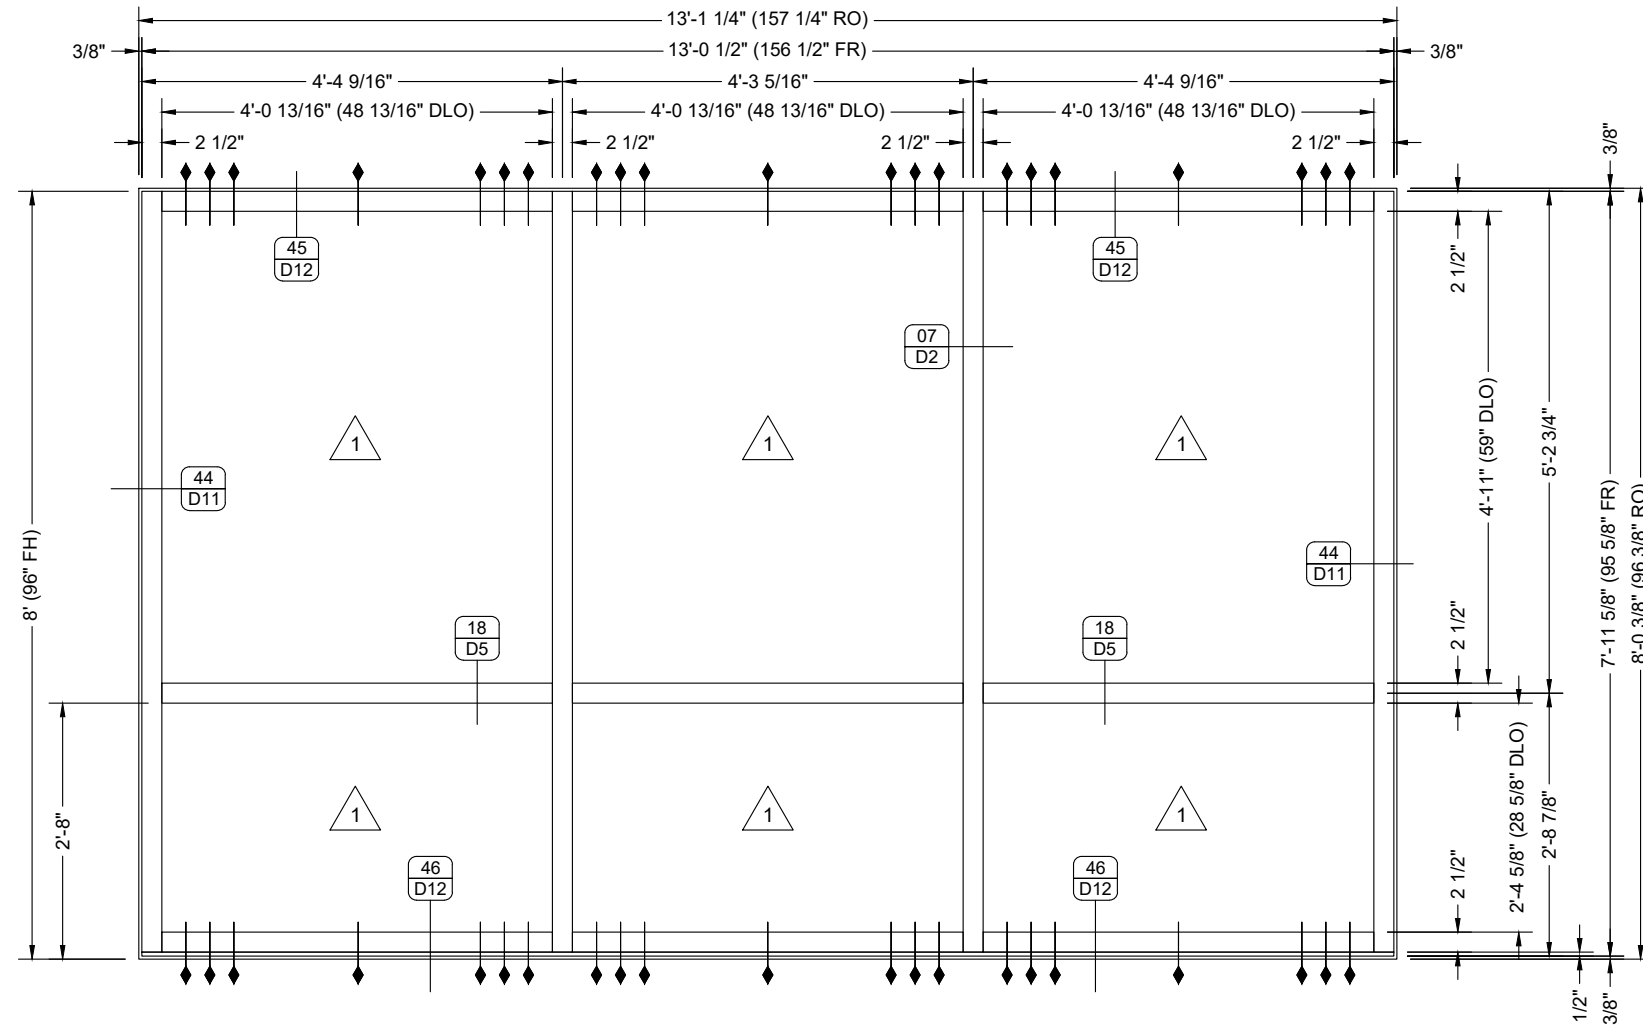 13'-1 1/4" (157 1/4" RO)
3/8" 13'-0 1/2" (156 1/2" FR) 3/8"
4'-4 9/16" 4'-3 5/16" 4'-4 9/16"
4'-0 13/16" (48 13/16" DLO) 4'-0 13/16" (48 13/16" DLO) 4'-0 13/16" (48 13/16" DLO)
2 1/2" 2 1/2" 2 1/2" 2 1/2"
3/8"
45 45
D12 D12
2 1/2"
07
D2
1 1 1
44
D11
4'-11" (59" DLO)
5'-2 3/4"
7'-11 5/8" (95 5/8" FR)
8'-0 3/8" (96 3/8" RO)
8' (96" FH)
44
D11
18 18
D5 D5
2 1/2"
2'-8"
1 1 1
2'-4 5/8" (28 5/8" DLO)
2'-8 7/8"
46 46
D12 D12
2 1/2"
1/2"
3/8"